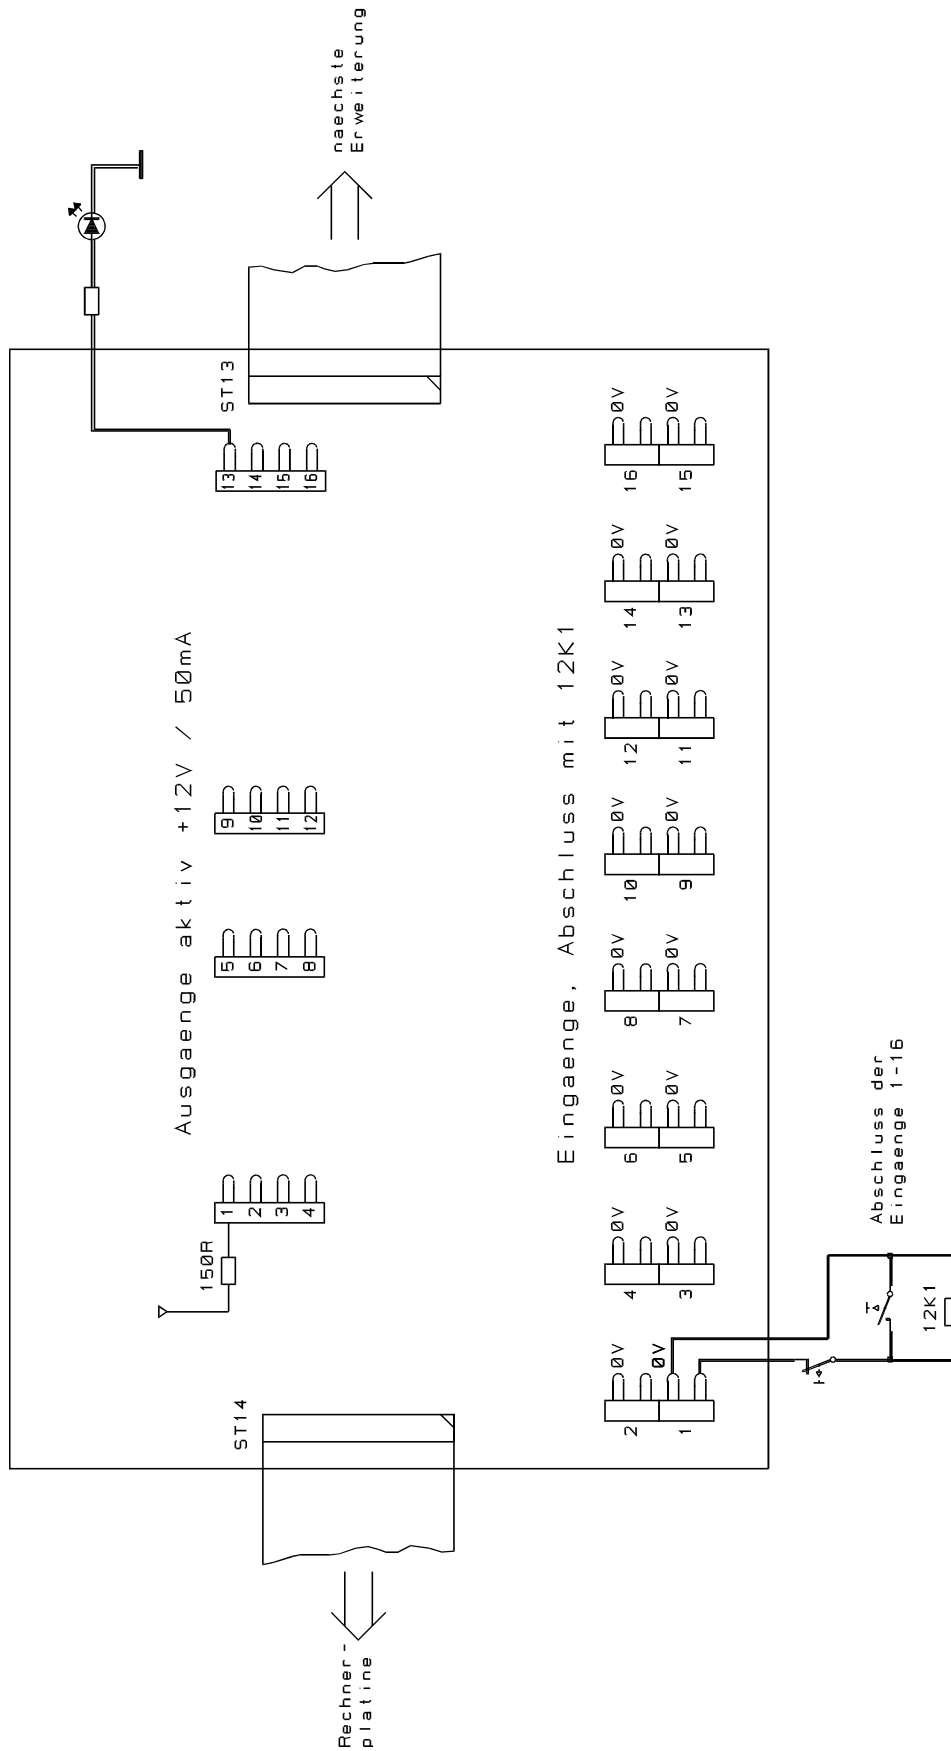 naechste
Erweiterung
ST13
13
14
15
16
Ausgaenge aktiv +12V / 50mA
9
10
11
12
5
6
7
8
1
2
3
4
150R
ST14
Rechner-
platine
Eingaenge, Abschluss mit 12K1
0V
0V
16
15
0V
0V
14
13
0V
0V
12
11
0V
0V
10
9
0V
0V
8
7
0V
0V
6
5
0V
0V
4
3
0V
0V
2
1
Abschluss der
Eingaenge 1-16
12K1